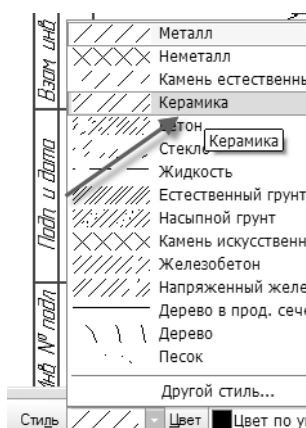 Взам инв
Подп и дата
Инв № подл
Металл
Неметалл
Камень естественны
Керамика
Бетон
Керамика
Стекло
Жидкость
Естественный грунт
Насыпной грунт
Камень искусственн
Железобетон
Напряженный желе
Дерево в прод. сече
Дерево
Песок
Другой стиль...
Стиль
Цвет
Цвет по у